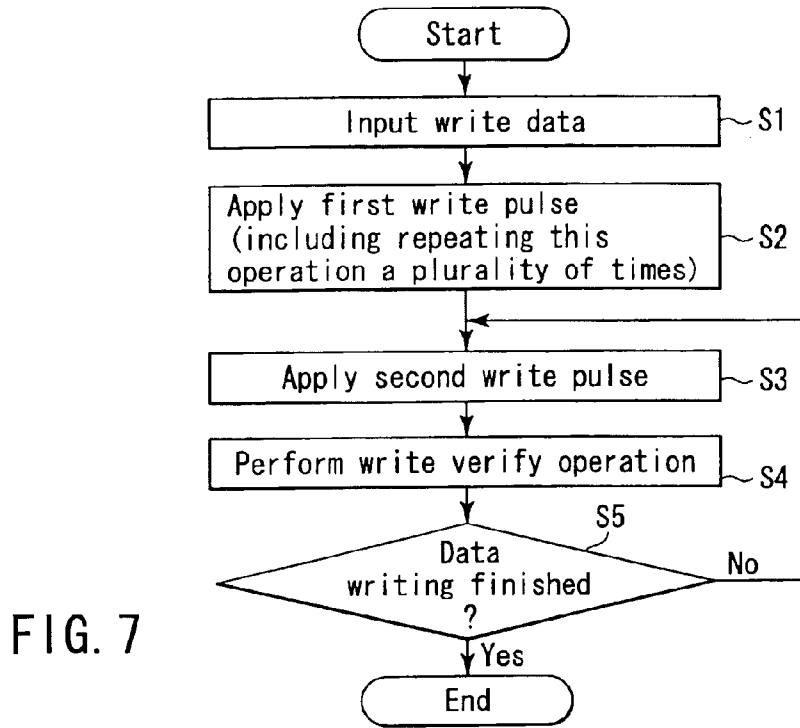 Start
Input write data
S1
Apply first write pulse
(including repeating this
operation a plurality of times)
S2
Apply second write pulse
S3
Perform write verify operation
S4
S5
Data
writing finished
?
No
Yes
End
FIG. 7